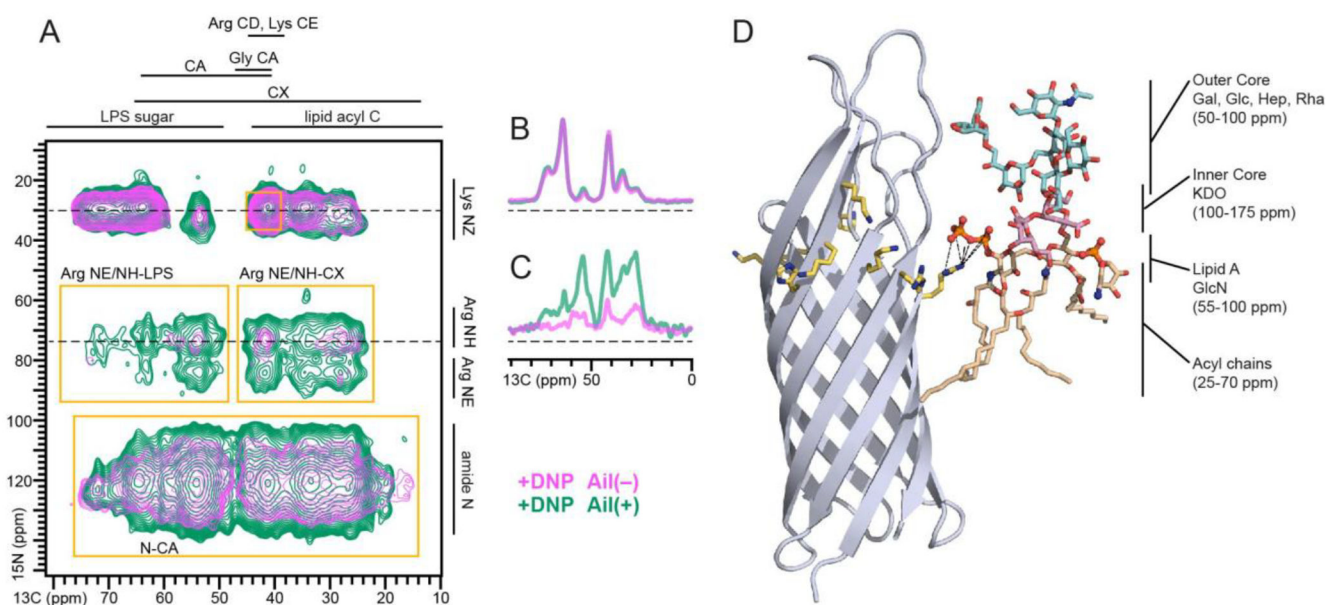 A
Arg CD, Lys CE
Gly CA
CA
CX
LPS sugar
lipid acyl C
20
40
60
80
100
120
15N (ppm)
Lys NZ
Arg NE/NH-LPS
Arg NE/NH-CX
Arg NH
Arg NE
amide N
N-CA
13C (ppm) 70 60 50 40 30 20 10
B
C
13C (ppm) 50 0
+DNP Ail(–)
+DNP Ail(+)
D
Outer Core
Gal, Glc, Hep, Rha
(50-100 ppm)
Inner Core
KDO
(100-175 ppm)
Lipid A
GlcN
(55-100 ppm)
Acyl chains
(25-70 ppm)